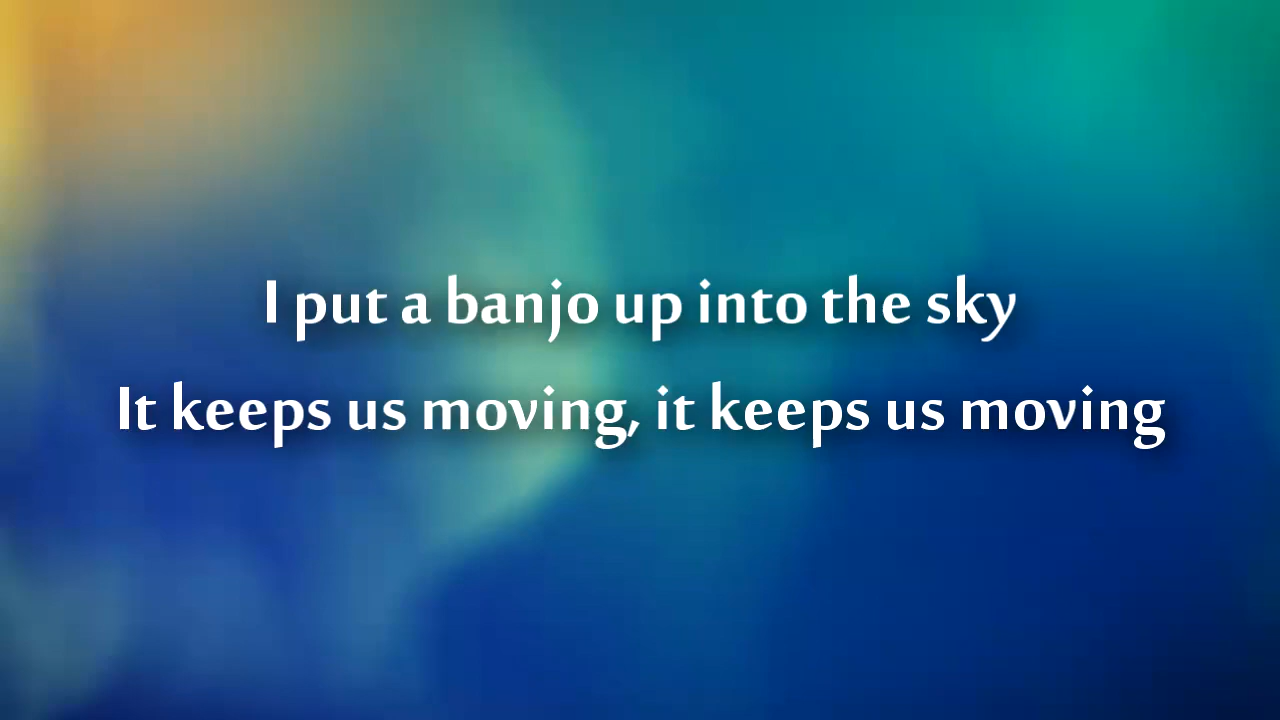 I put a banjo up into the sky
It keeps us moving, it keeps us moving